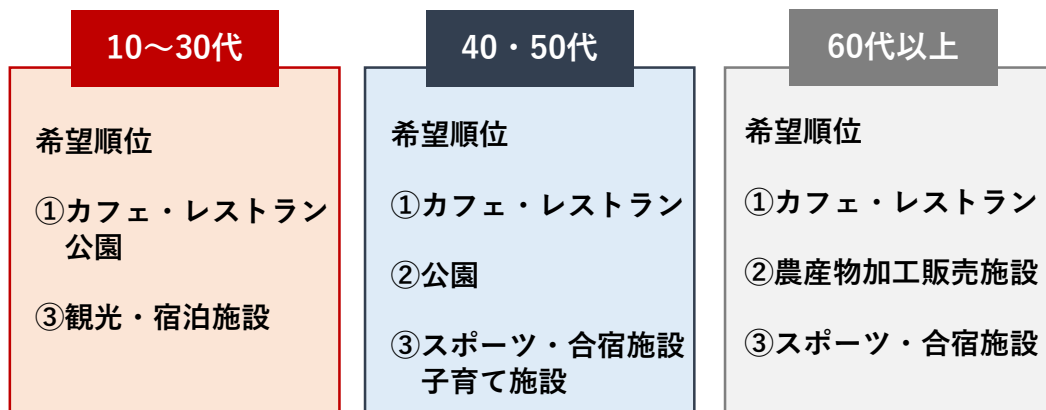 10～30代
希望順位
①カフェ・レストラン
公園
③観光・宿泊施設
40・50代
希望順位
①カフェ・レストラン
②公園
③スポーツ・合宿施設
子育て施設
60代以上
希望順位
①カフェ・レストラン
②農産物加工販売施設
③スポーツ・合宿施設